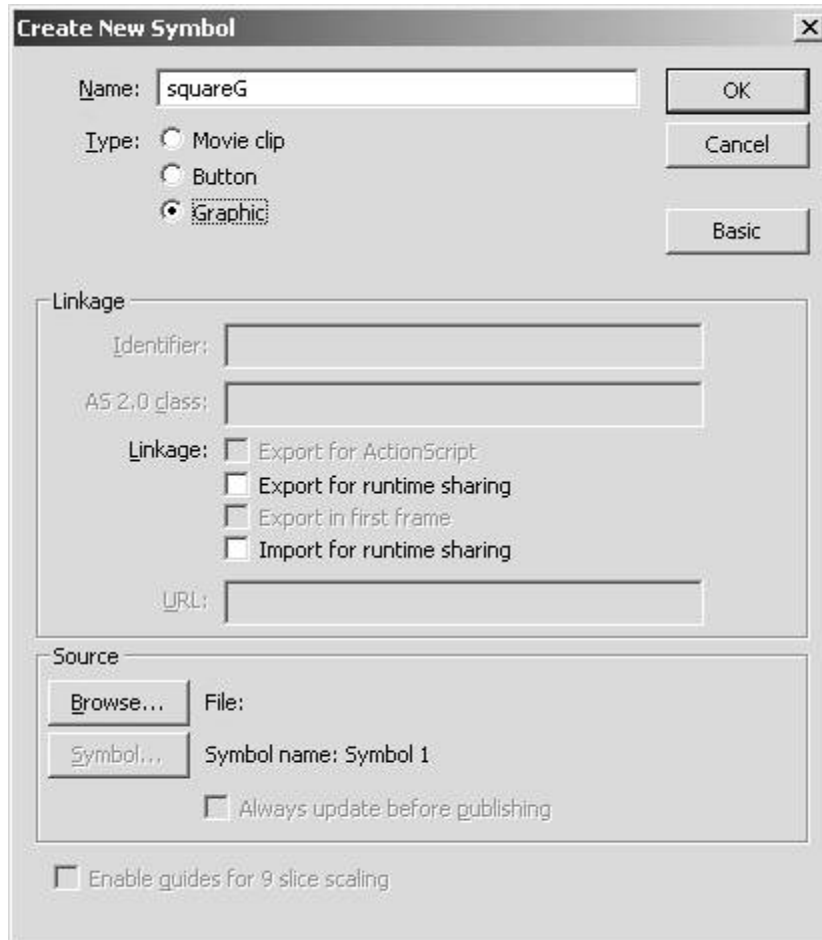 Create New Symbol
Name: squareG
OK
Type: Movie clip
Cancel
Button
Graphic
Basic
Linkage
Identifier:
AS 2.0 class:
Linkage: Export for ActionScript
Export for runtime sharing
Export in first frame
Import for runtime sharing
URL:
Source
Browse... File:
Symbol... Symbol name: Symbol 1
Always update before publishing
Enable guides for 9 slice scaling